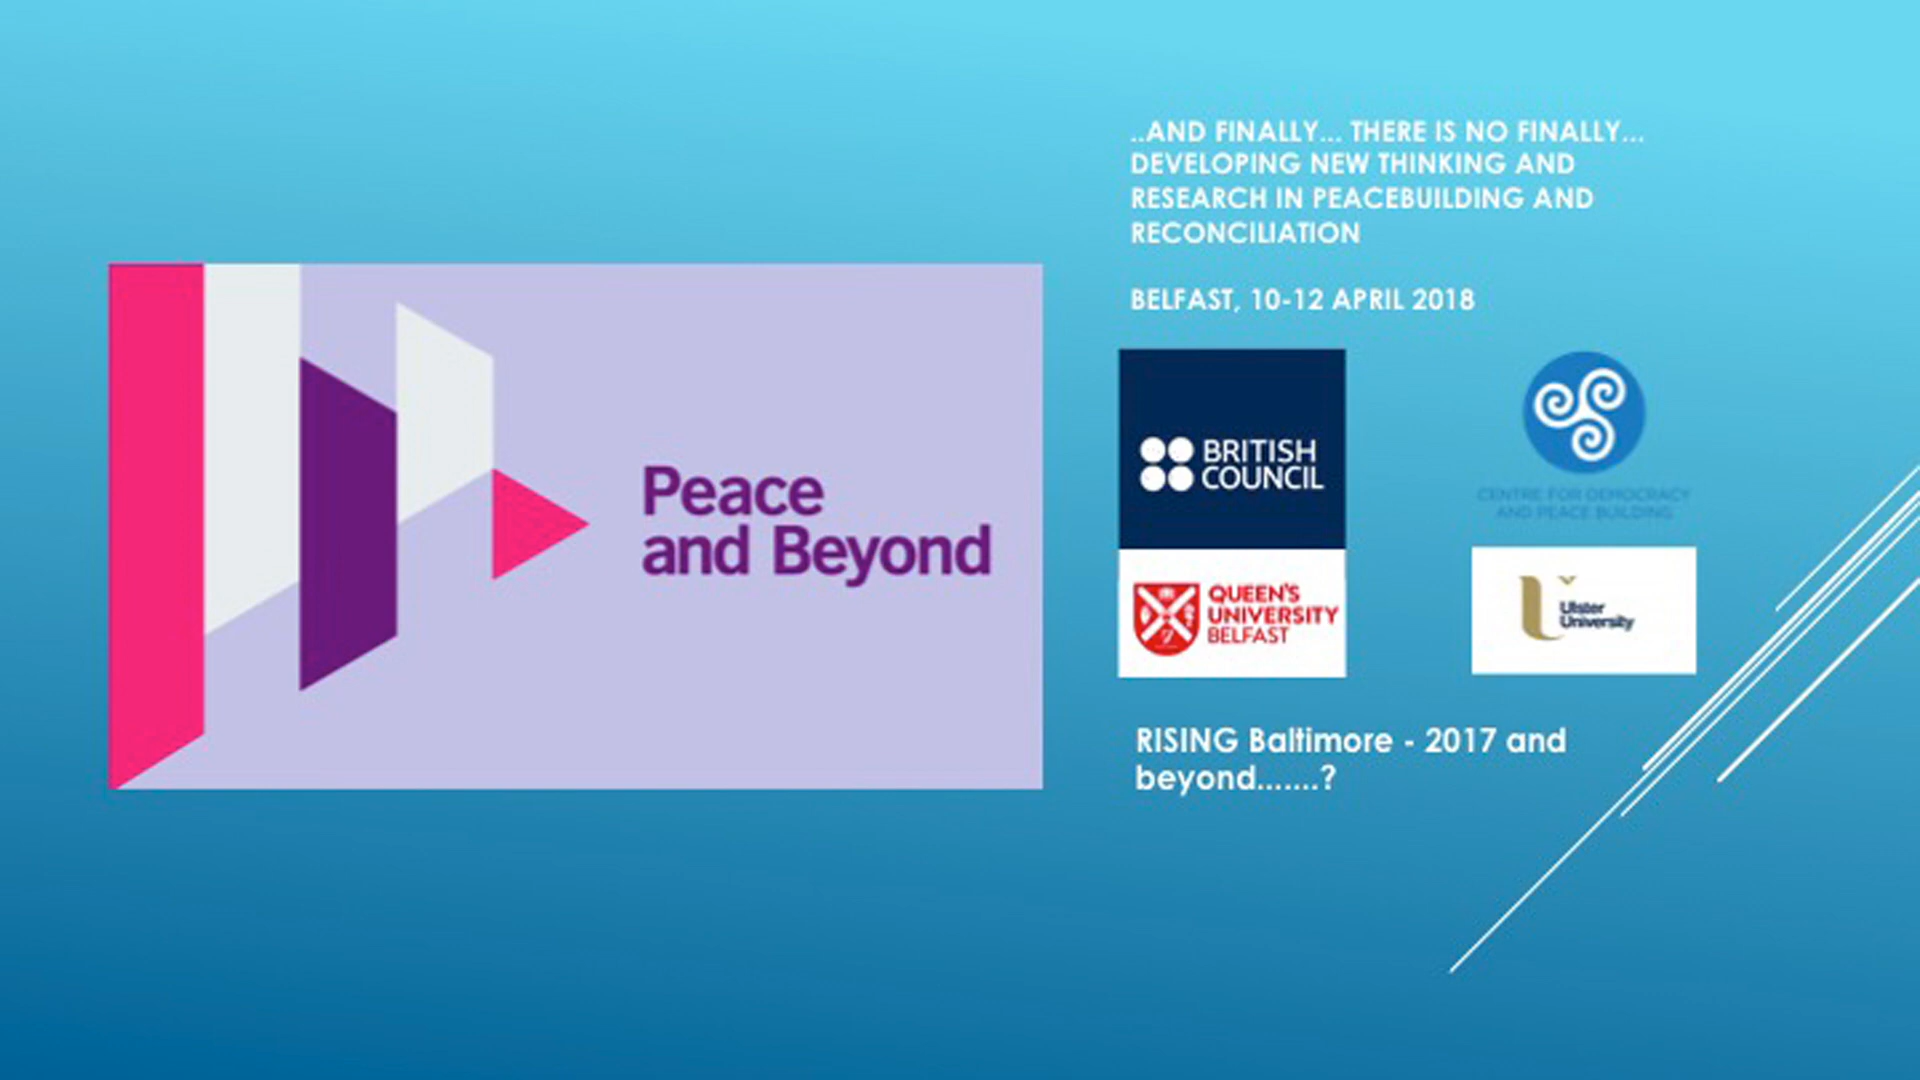 ..AND FINALLY... THERE IS NO FINALLY...
DEVELOPING NEW THINKING AND
RESEARCH IN PEACEBUILDING AND
RECONCILIATION
BELFAST, 10-12 APRIL 2018
Peace
and Beyond
BRITISH
COUNCIL
CENTRE FOR DEMOCRACY
AND PEACE BUILDING
QUEEN'S
UNIVERSITY
BELFAST
Ulster
University
RISING Baltimore - 2017 and
beyond.......?